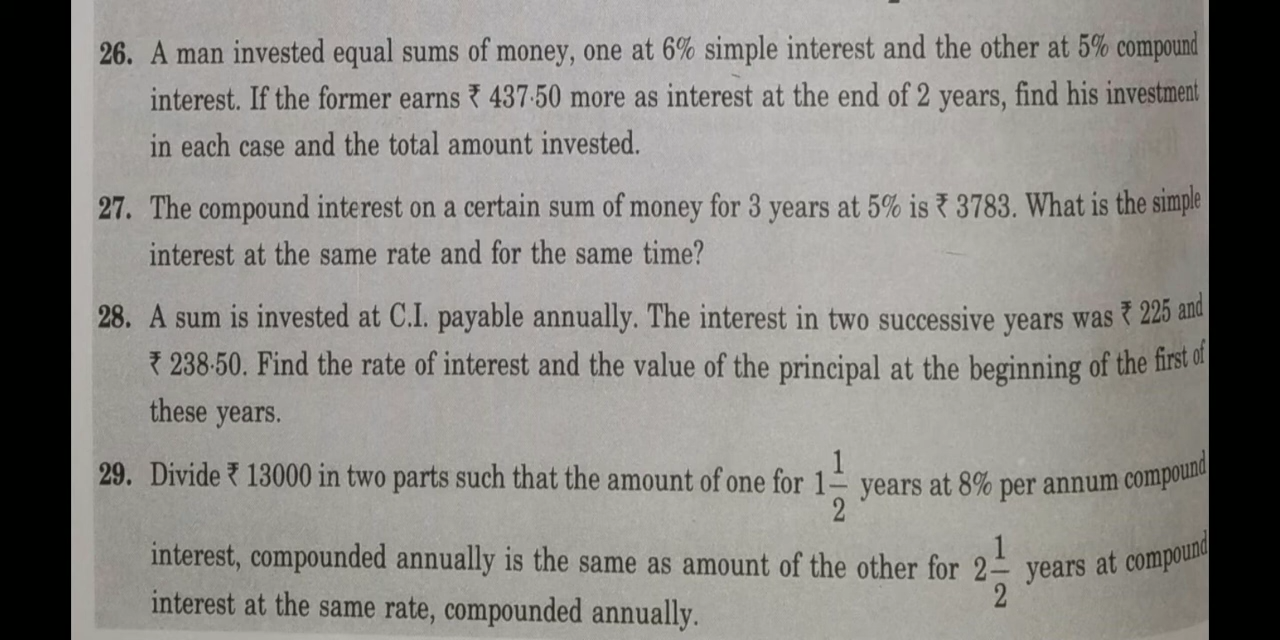 26. A man invested equal sums of money, one at 6% simple interest and the other at 5% compound
interest. If the former earns ₹ 437·50 more as interest at the end of 2 years, find his investment
in each case and the total amount invested.
27. The compound interest on a certain sum of money for 3 years at 5% is ₹ 3783. What is the simple
interest at the same rate and for the same time?
28. A sum is invested at C.I. payable annually. The interest in two successive years was ₹ 225 and
₹ 238·50. Find the rate of interest and the value of the principal at the beginning of the first of
these years.
29. Divide ₹ 13000 in two parts such that the amount of one for 1 1/2 years at 8% per annum compound
interest, compounded annually is the same as amount of the other for 2 1/2 years at compound
interest at the same rate, compounded annually.